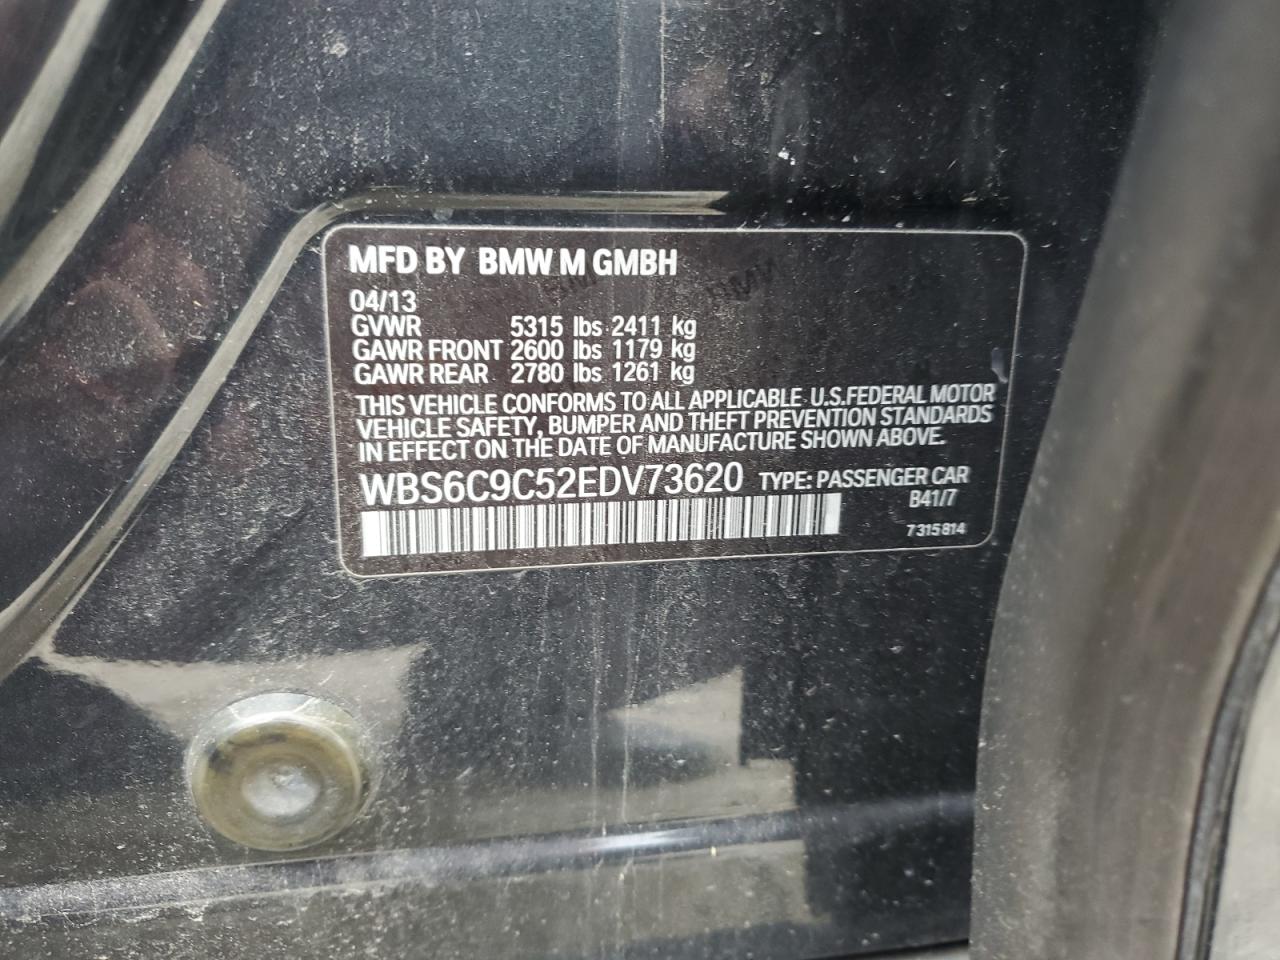 MFD BY BMW M GMBH
04/13
GVWR 5315 lbs 2411 kg
GAWR FRONT 2600 lbs 1179 kg
GAWR REAR 2780 lbs 1261 kg
THIS VEHICLE CONFORMS TO ALL APPLICABLE U.S.FEDERAL MOTOR
VEHICLE SAFETY, BUMPER AND THEFT PREVENTION STANDARDS
IN EFFECT ON THE DATE OF MANUFACTURE SHOWN ABOVE.
WBS6C9C52EDV73620 TYPE: PASSENGER CAR
B41/7
7315814